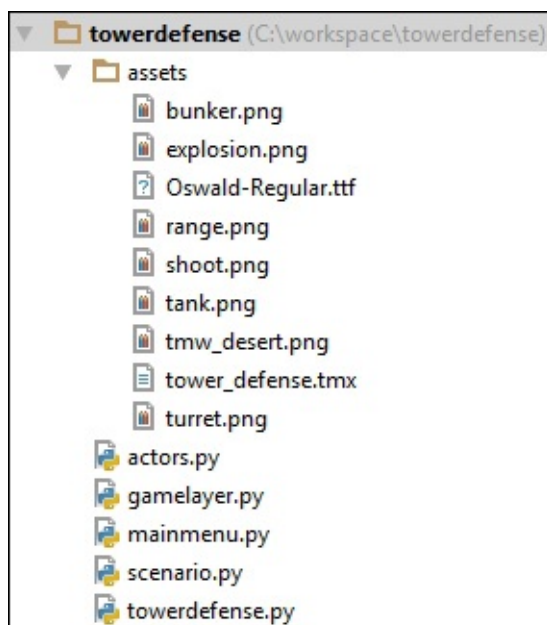 towerdefense (C:\workspace\towerdefense)
assets
bunker.png
explosion.png
Oswald-Regular.ttf
range.png
shoot.png
tank.png
tmw_desert.png
tower_defense.tmx
turret.png
actors.py
gamelayer.py
mainmenu.py
scenario.py
towerdefense.py